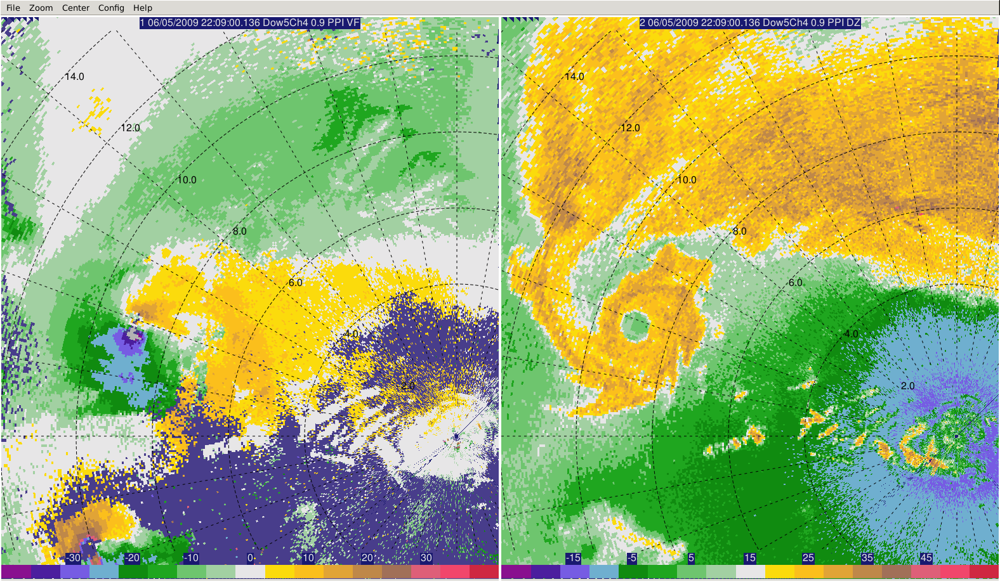 File Zoom Center Config Help
1 06/05/2009 22:09:00.136 Dow5Ch4 0.9 PPI VF
2 06/05/2009 22:09:00.136 Dow5Ch4 0.9 PPI DZ
14.0
12.0
10.0
8.0
6.0
4.0
2.0
14.0
12.0
10.0
8.0
6.0
4.0
2.0
-30 -20 -10 0 10 20 30
-15 -5 5 15 25 35 45